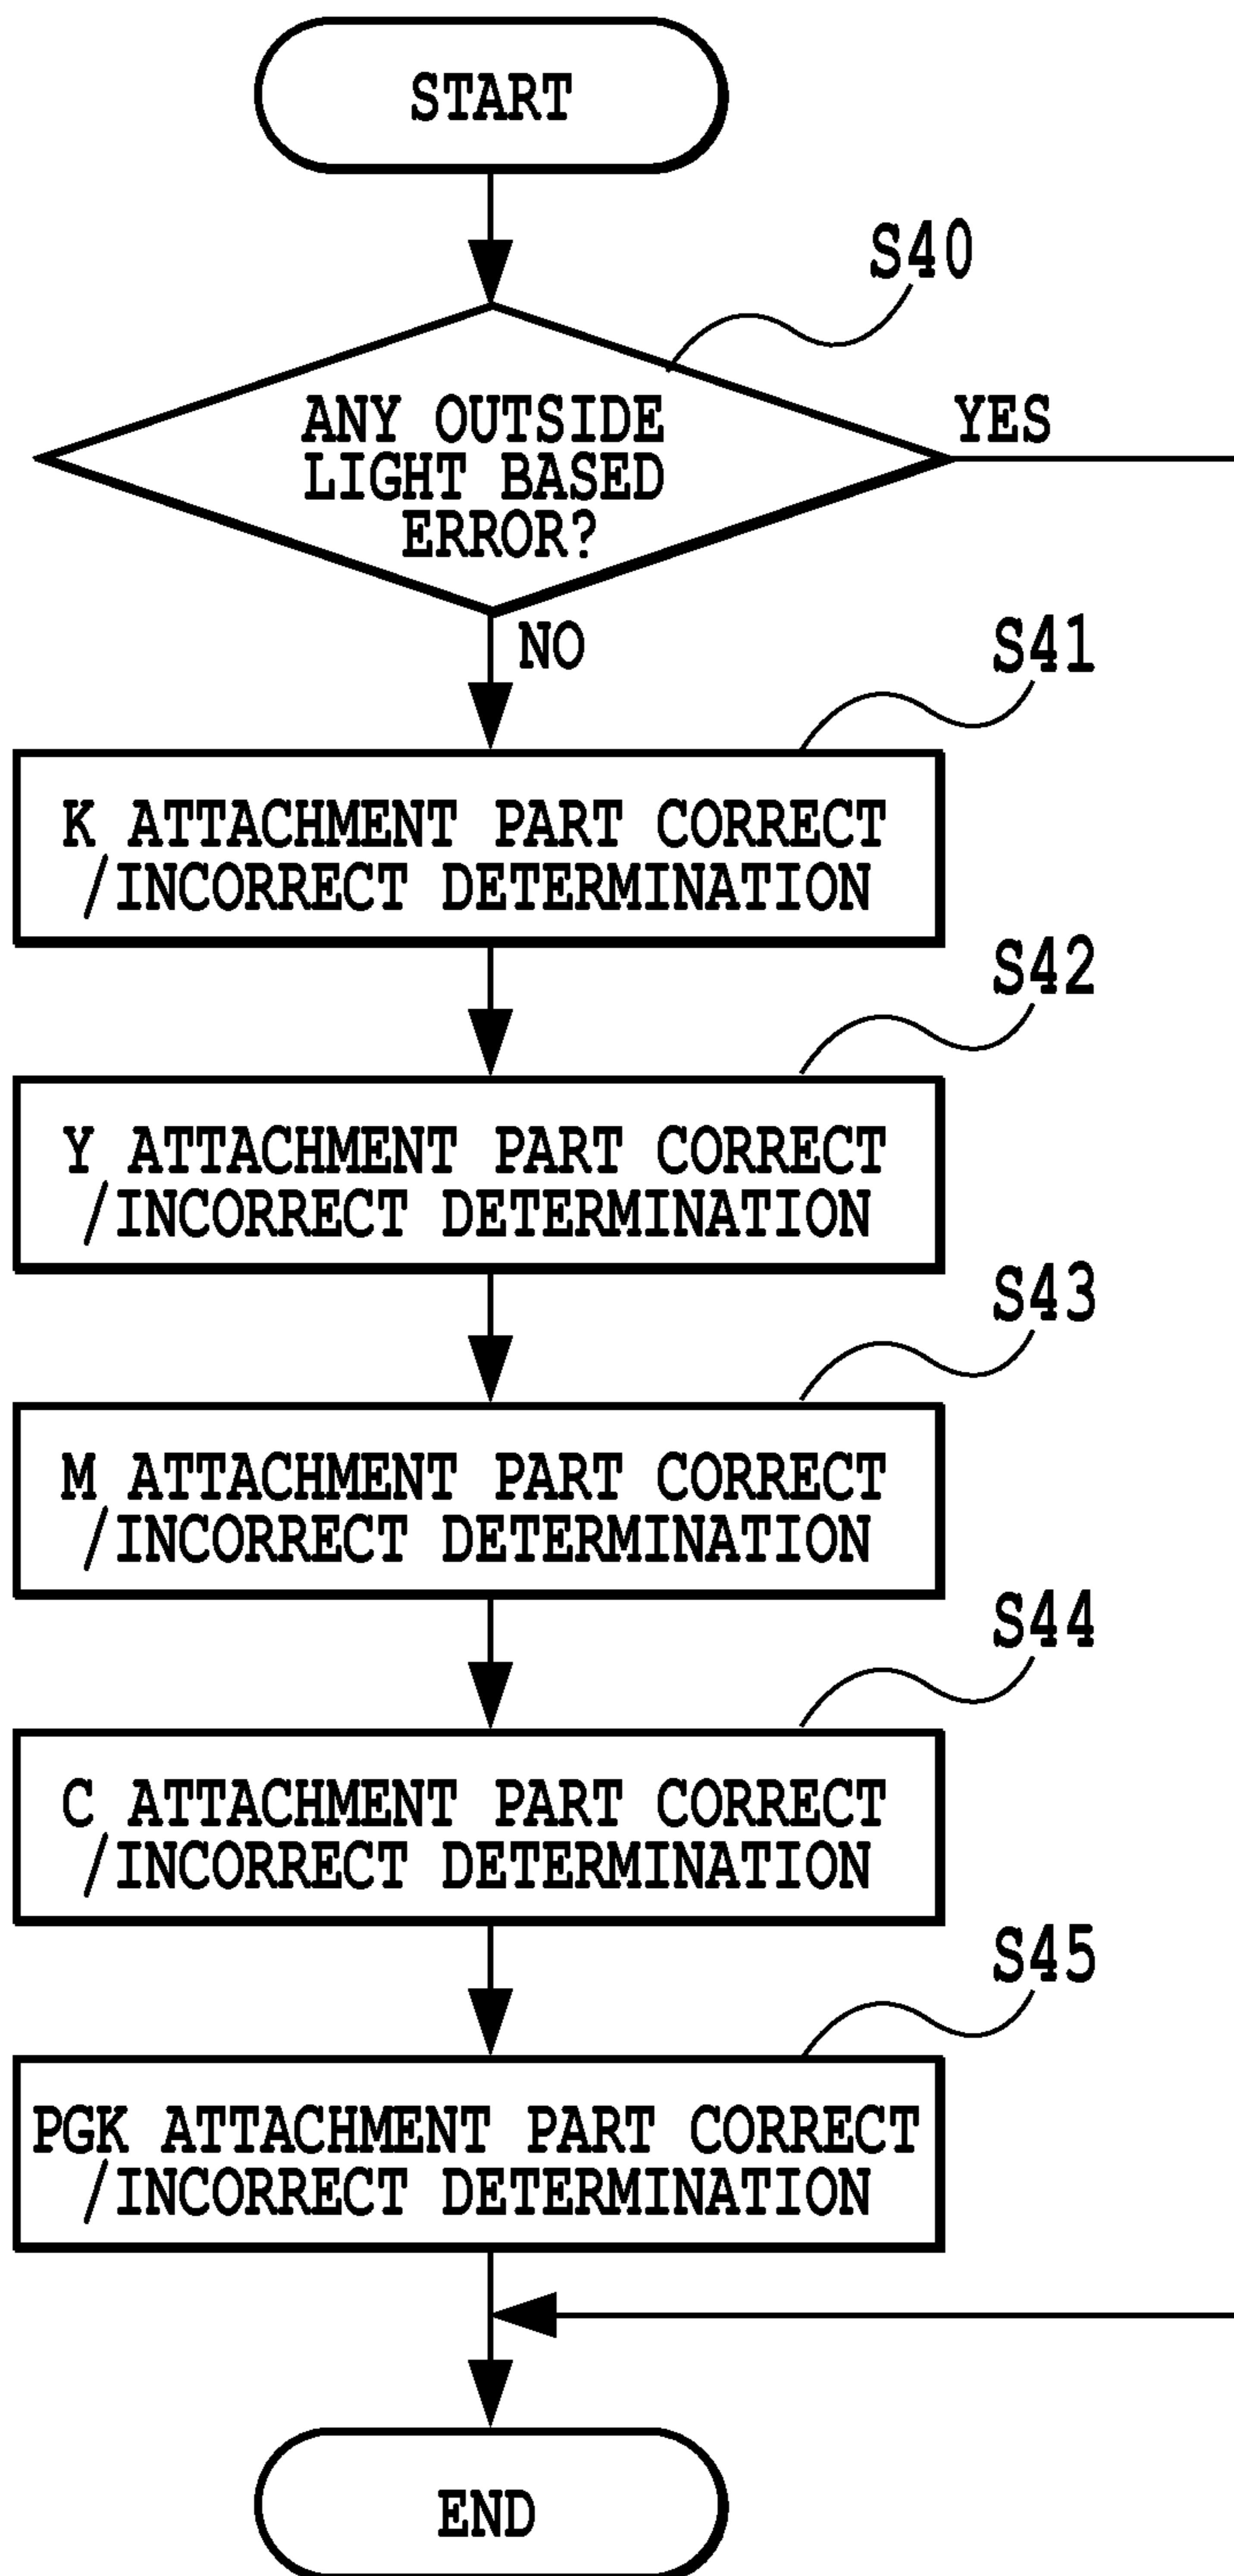 START
S40
ANY OUTSIDE
LIGHT BASED
ERROR?
YES
NO
S41
K ATTACHMENT PART CORRECT
/INCORRECT DETERMINATION
S42
Y ATTACHMENT PART CORRECT
/INCORRECT DETERMINATION
S43
M ATTACHMENT PART CORRECT
/INCORRECT DETERMINATION
S44
C ATTACHMENT PART CORRECT
/INCORRECT DETERMINATION
S45
PGK ATTACHMENT PART CORRECT
/INCORRECT DETERMINATION
END